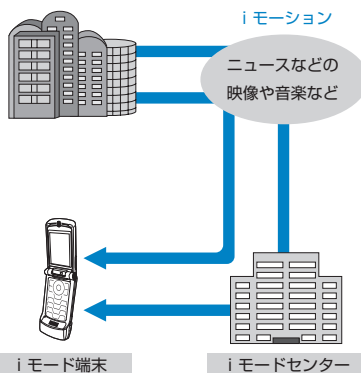 i モーション
ニュースなどの
映像や音楽など
i モード端末
i モードセンター